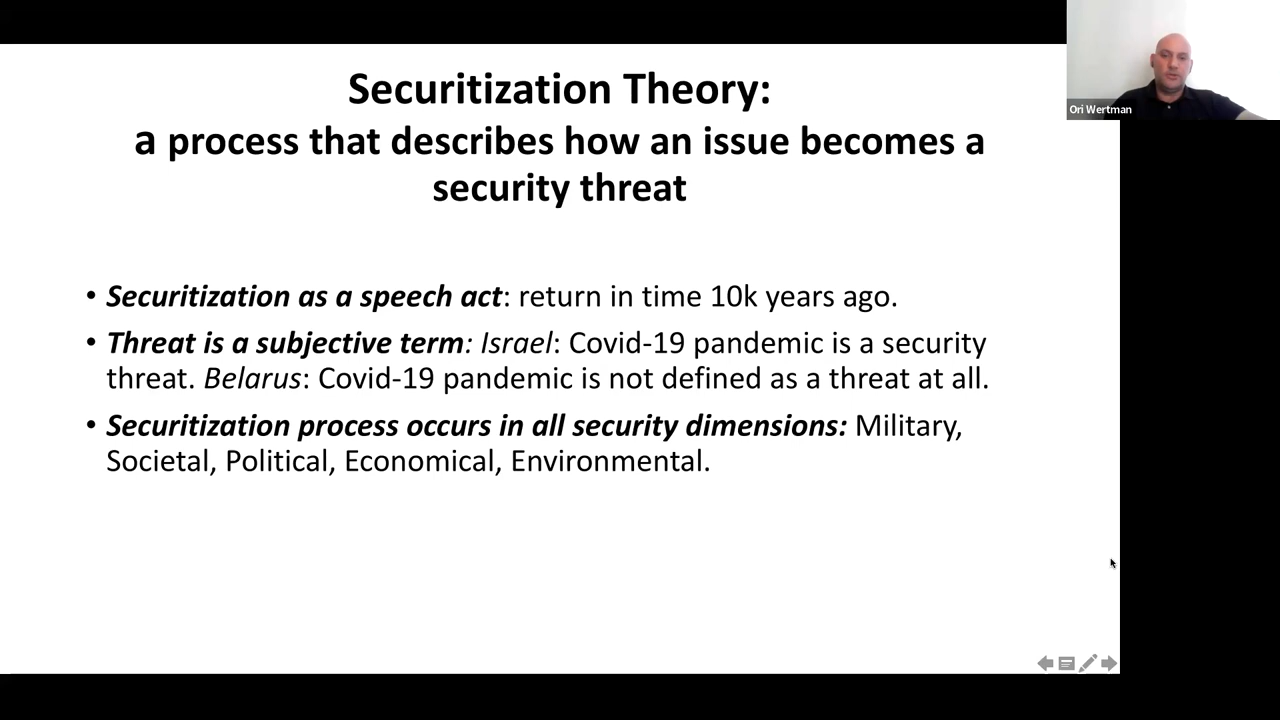 Securitization Theory:
a process that describes how an issue becomes a
security threat
Ori Wertman
• Securitization as a speech act: return in time 10k years ago.
• Threat is a subjective term: Israel: Covid-19 pandemic is a security
threat. Belarus: Covid-19 pandemic is not defined as a threat at all.
• Securitization process occurs in all security dimensions: Military,
Societal, Political, Economical, Environmental.